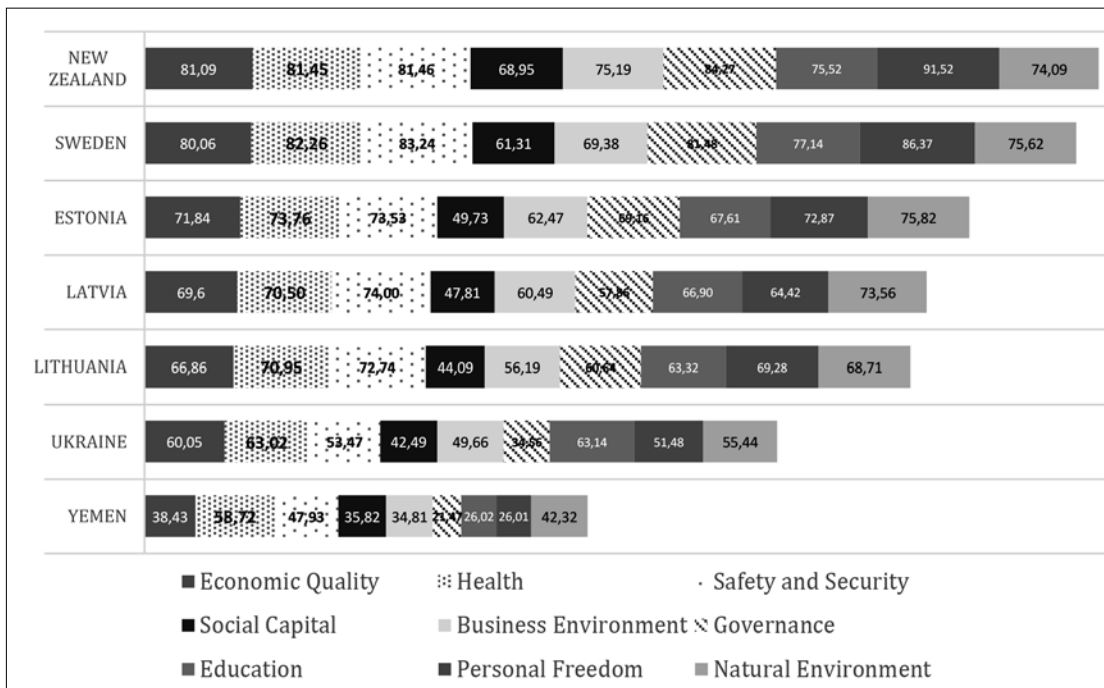 NEW
ZEALAND
81,09 81,45 81,46 68,95 75,19 84,27 75,52 91,52 74,09
SWEDEN
80,06 82,26 83,24 61,31 69,38 81,48 77,14 86,37 75,62
ESTONIA
71,84 73,76 73,53 49,73 62,47 69,16 67,61 72,87 75,82
LATVIA
69,6 70,50 74,00 47,81 60,49 57,86 66,90 64,42 73,56
LITHUANIA
66,86 70,95 72,74 44,09 56,19 60,64 63,32 69,28 68,71
UKRAINE
60,05 63,02 53,47 42,49 49,66 63,14 51,48 55,44
YEMEN
38,43 58,72 47,93 35,82 34,81 21,47 26,02 26,01 42,32
Economic Quality Health Safety and Security
Social Capital Business Environment Governance
Education Personal Freedom Natural Environment